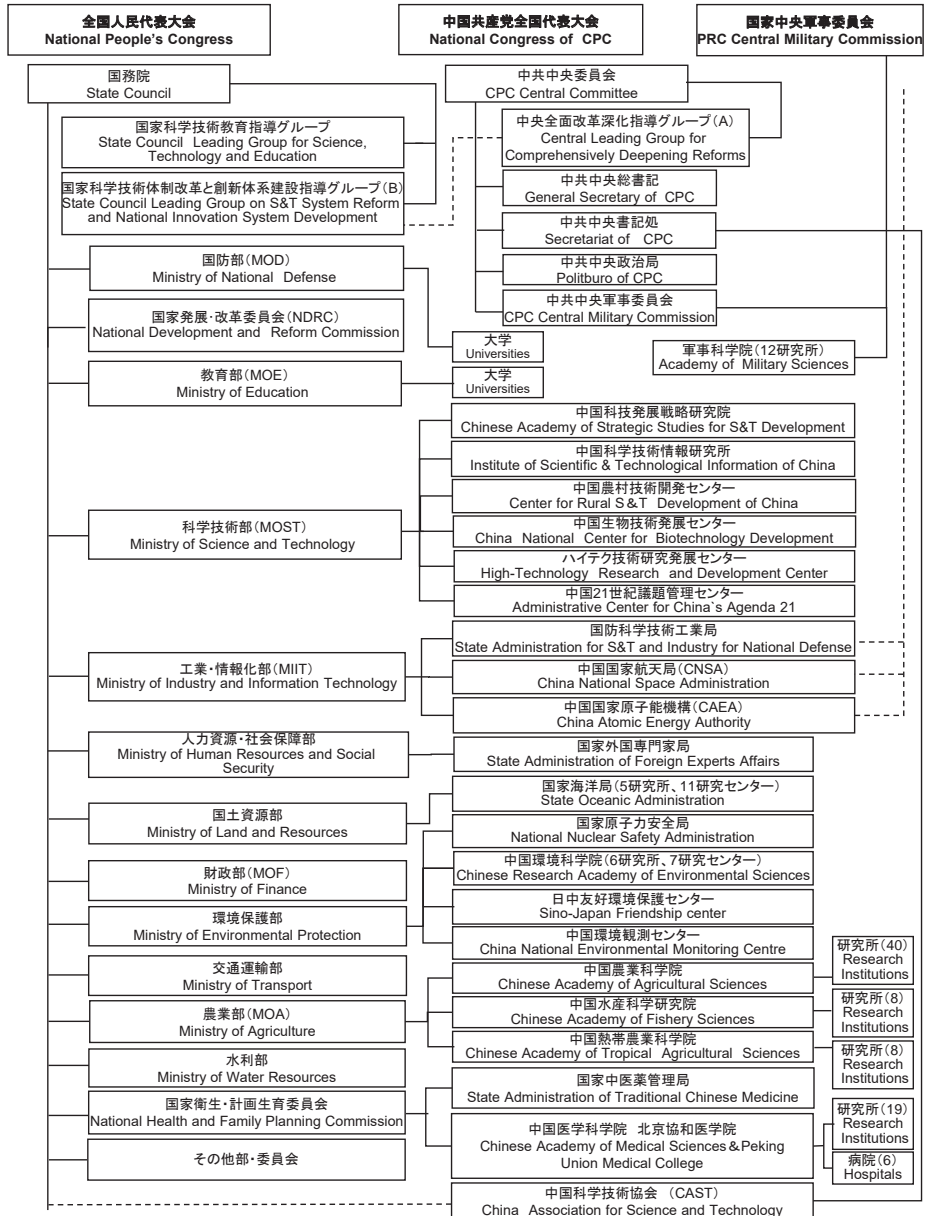 全国人民代表大会
National People's Congress
中国共産党全国代表大会
National Congress of CPC
国家中央軍事委員会
PRC Central Military Commission
国務院
State Council
国家科学技術教育指導グループ
State Council Leading Group for Science,
Technology and Education
国家科学技術体制改革と創新体系建設指導グループ(B)
State Council Leading Group on S&T System Reform
and National Innovation System Development
国防部(MOD)
Ministry of National Defense
国家発展・改革委員会(NDRC)
National Development and Reform Commission
教育部(MOE)
Ministry of Education
科学技術部(MOST)
Ministry of Science and Technology
工業・情報化部(MIIT)
Ministry of Industry and Information Technology
人力資源・社会保障部
Ministry of Human Resources and Social
Security
国土資源部
Ministry of Land and Resources
財政部(MOF)
Ministry of Finance
環境保護部
Ministry of Environmental Protection
交通運輸部
Ministry of Transport
農業部(MOA)
Ministry of Agriculture
水利部
Ministry of Water Resources
国家衛生・計画生育委員会
National Health and Family Planning Commission
その他部・委員会
中共中央委員会
CPC Central Committee
中央全面改革深化指導グループ(A)
Central Leading Group for
Comprehensively Deepening Reforms
中共中央総書記
General Secretary of CPC
中共中央書記処
Secretariat of CPC
中共中央政治局
Politburo of CPC
中共中央軍事委員会
CPC Central Military Commission
大学
Universities
軍事科学院(12研究所)
Academy of Military Sciences
大学
Universities
中国科技発展戦略研究院
Chinese Academy of Strategic Studies for S&T Development
中国科学技術情報研究所
Institute of Scientific & Technological Information of China
中国農村技術開発センター
Center for Rural S&T Development of China
中国生物技術発展センター
China National Center for Biotechnology Development
ハイテク技術研究発展センター
High-Technology Research and Development Center
中国21世紀議題管理センター
Administrative Center for China`s Agenda 21
国防科学技術工業局
State Administration for S&T and Industry for National Defense
中国国家航天局(CNSA)
China National Space Administration
中国国家原子能機構(CAEA)
China Atomic Energy Authority
国家外国専門家局
State Administration of Foreign Experts Affairs
国家海洋局(5研究所、11研究センター)
State Oceanic Administration
国家原子力安全局
National Nuclear Safety Administration
中国環境科学院(6研究所、7研究センター)
Chinese Research Academy of Environmental Sciences
日中友好環境保護センター
Sino-Japan Friendship center
中国環境観測センター
China National Environmental Monitoring Centre
中国農業科学院
Chinese Academy of Agricultural Sciences
研究所(40)
Research
Institutions
中国水産科学研究院
Chinese Academy of Fishery Sciences
研究所(8)
Research
Institutions
中国熱帯農業科学院
Chinese Academy of Tropical Agricultural Sciences
研究所(8)
Research
Institutions
国家中医薬管理局
State Administration of Traditional Chinese Medicine
中国医学科学院 北京協和医学院
Chinese Academy of Medical Sciences&Peking
Union Medical College
研究所(19)
Research
Institutions
病院(6)
Hospitals
中国科学技術協会 (CAST)
China Association for Science and Technology